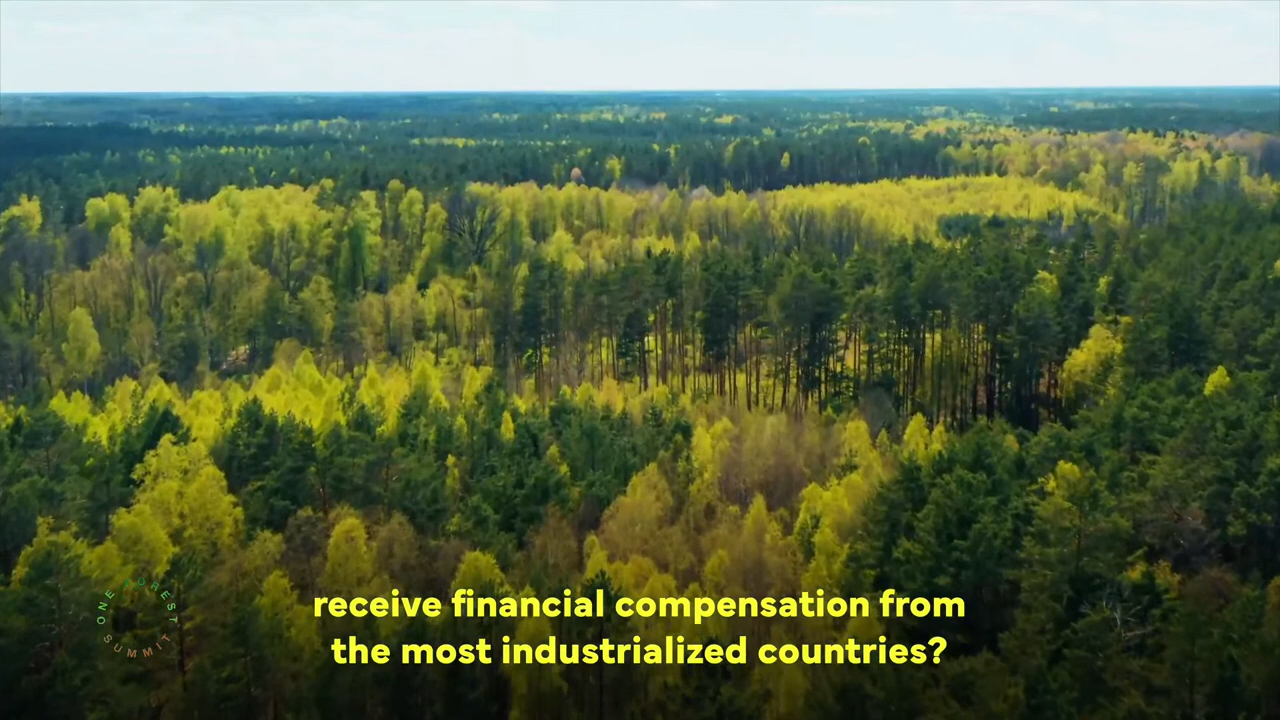 ONE FOREST
SUMMIT
receive financial compensation from
the most industrialized countries?